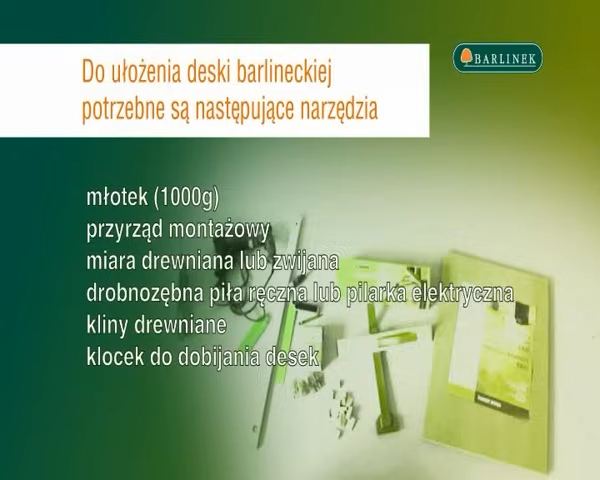 Do ułożenia deski barlineckiej
potrzebne są następujące narzędzia
BARLINEK
młotek (1000g)
przyrząd montażowy
miara drewniana lub zwijana
drobnozębna piła ręczna lub pilarka elektryczna
kliny drewniane
klocek do dobijania desek